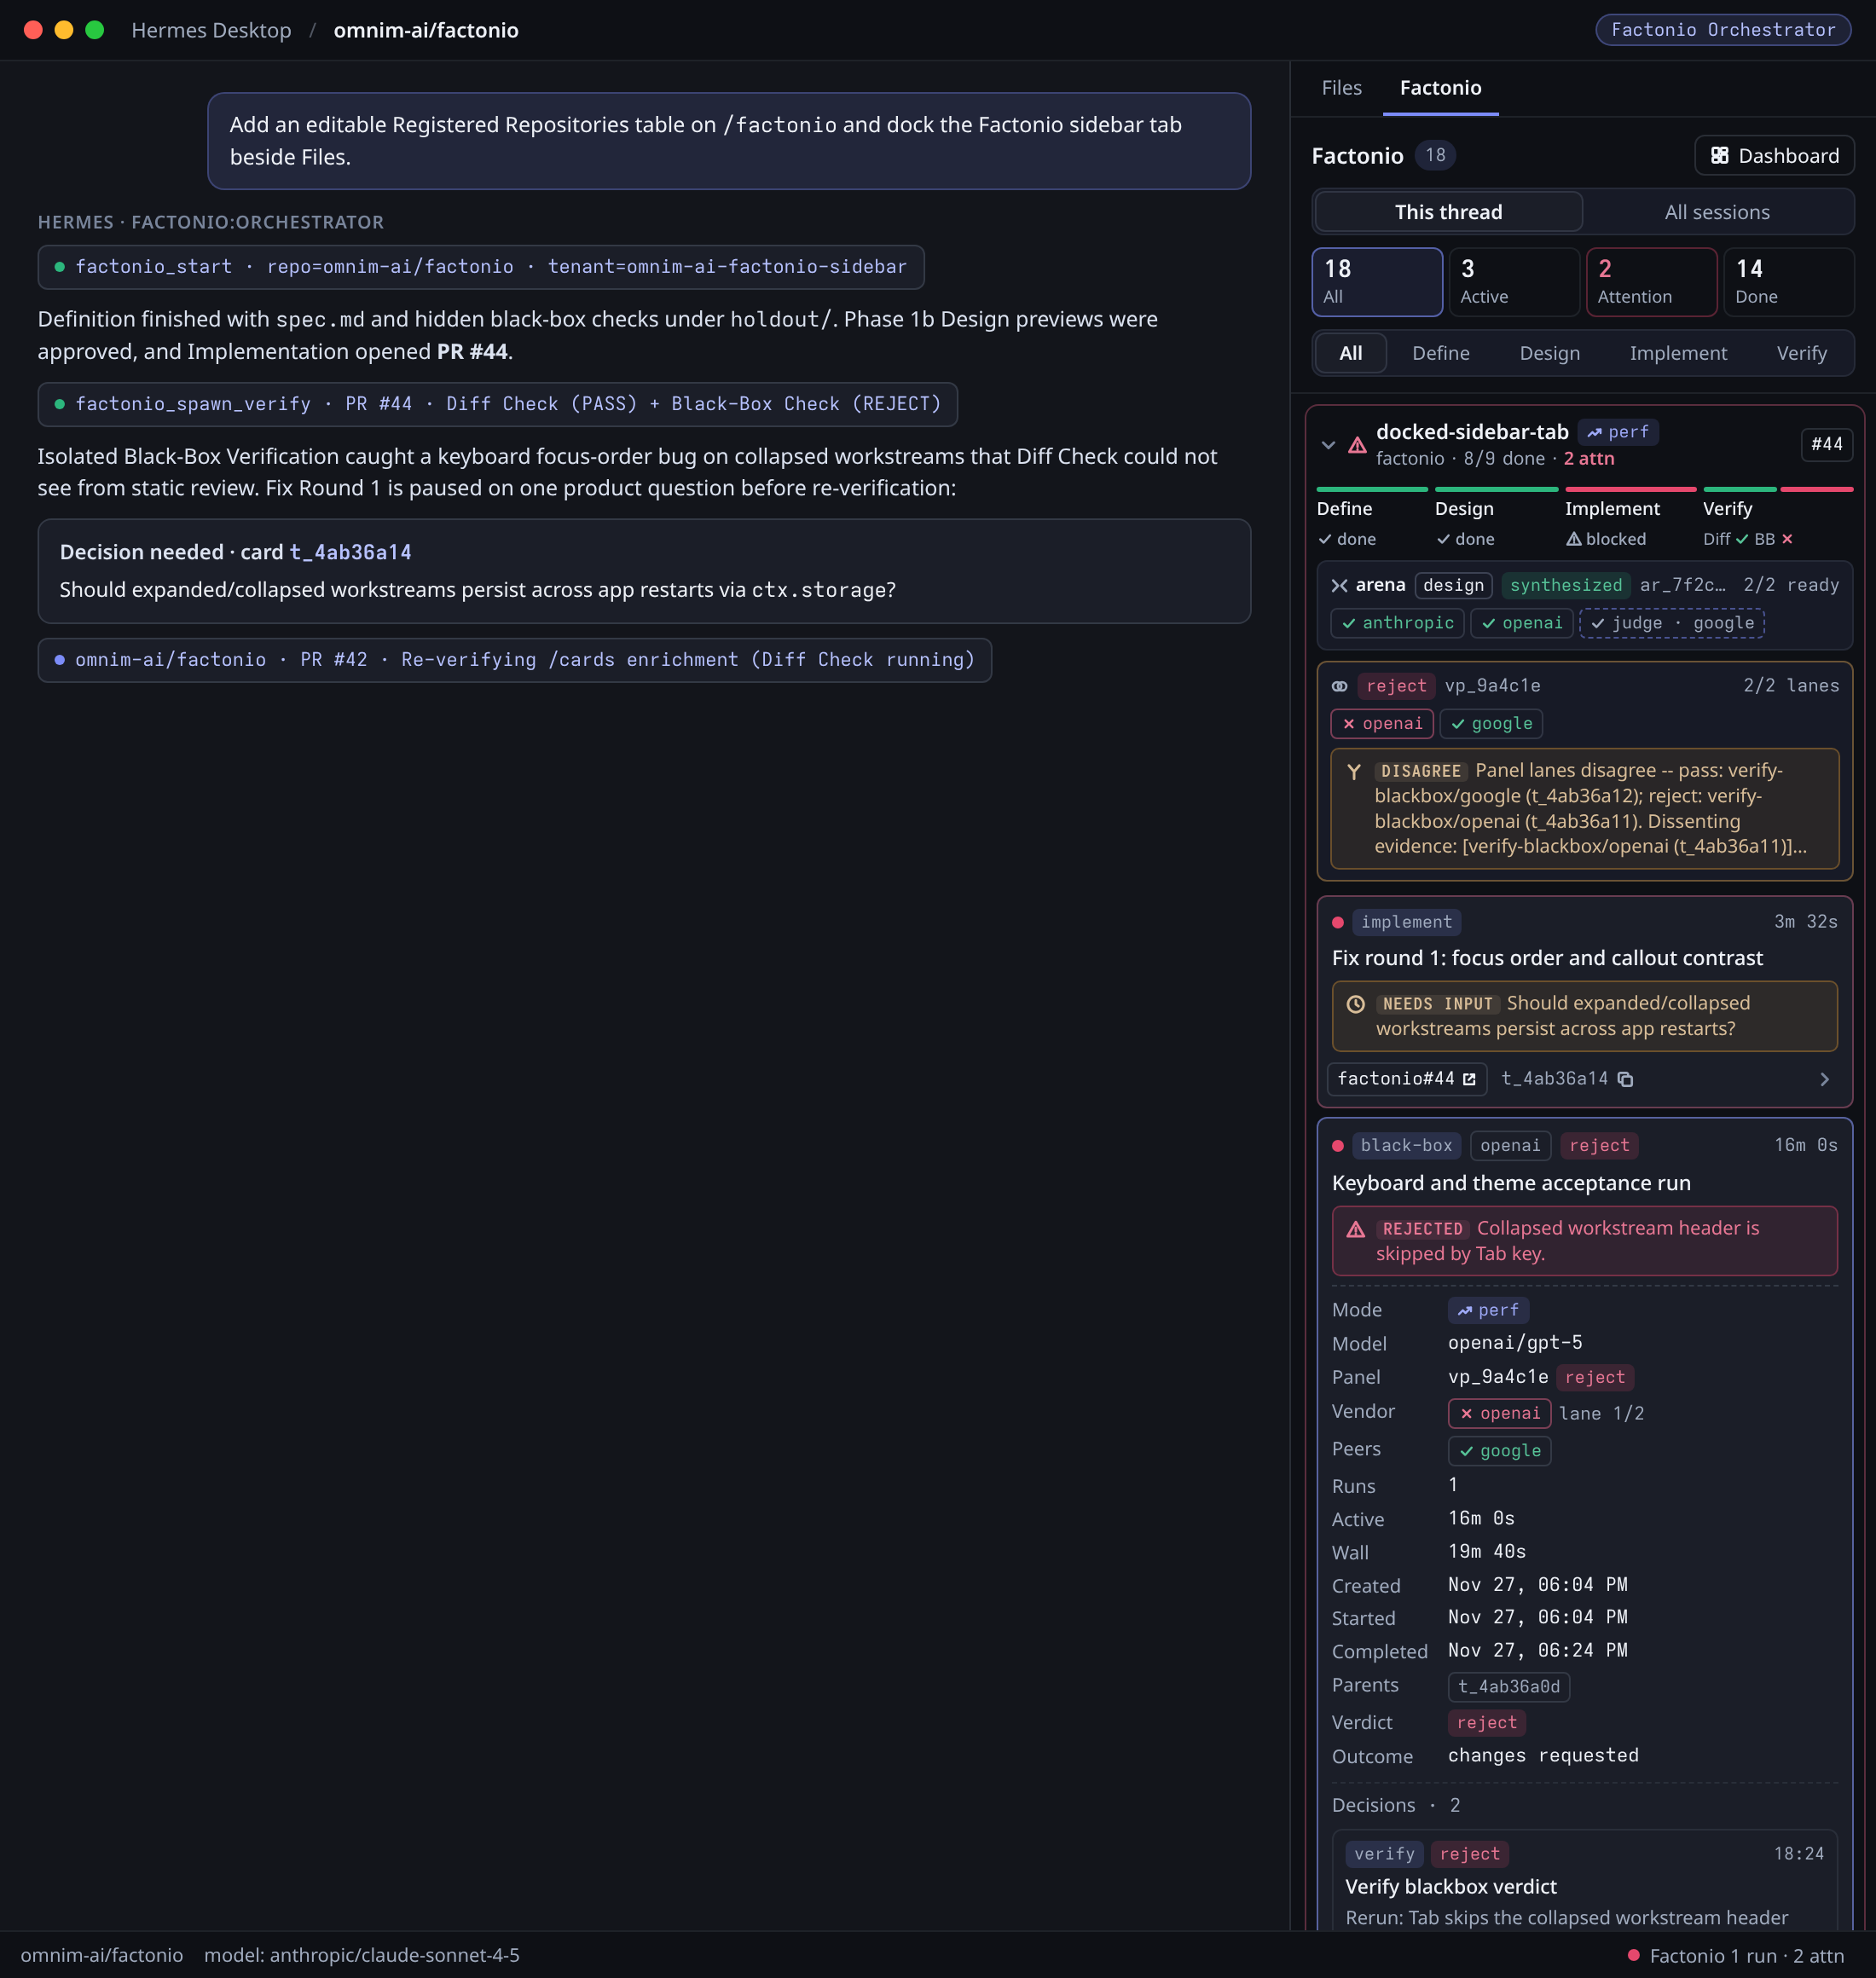 Hermes Desktop / omnim-ai/factonio
Factonio Orchestrator
Add an editable Registered Repositories table on /factonio and dock the Factonio sidebar tab
beside Files.
HERMES · FACTONIO:ORCHESTRATOR
factonio_start · repo=omnim-ai/factonio · tenant=omnim-ai-factonio-sidebar
Definition finished with spec.md and hidden black-box checks under holdout/. Phase 1b Design previews were
approved, and Implementation opened PR #44.
factonio_spawn_verify · PR #44 · Diff Check (PASS) + Black-Box Check (REJECT)
Isolated Black-Box Verification caught a keyboard focus-order bug on collapsed workstreams that Diff Check could not
see from static review. Fix Round 1 is paused on one product question before re-verification:
Decision needed · card t_4ab36a14
Should expanded/collapsed workstreams persist across app restarts via ctx.storage?
omnim-ai/factonio · PR #42 · Re-verifying /cards enrichment (Diff Check running)
Files Factonio
Factonio 18 Dashboard
This thread All sessions
18 3 2 14
All Active Attention Done
All Define Design Implement Verify
docked-sidebar-tab perf #44
factonio · 8/9 done · 2 attn
Define Design Implement Verify
done done blocked Diff BB
arena design synthesized ar_7f2c… 2/2 ready
anthropic openai judge · google
reject vp_9a4c1e 2/2 lanes
openai google
DISAGREE Panel lanes disagree -- pass: verify-
blackbox/google (t_4ab36a12); reject: verify-
blackbox/openai (t_4ab36a11). Dissenting
evidence: [verify-blackbox/openai (t_4ab36a11)]...
implement 3m 32s
Fix round 1: focus order and callout contrast
NEEDS INPUT Should expanded/collapsed
workstreams persist across app restarts?
factonio#44 t_4ab36a14
black-box openai reject 16m 0s
Keyboard and theme acceptance run
REJECTED Collapsed workstream header is
skipped by Tab key.
Mode perf
Model openai/gpt-5
Panel vp_9a4c1e reject
Vendor openai lane 1/2
Peers google
Runs 1
Active 16m 0s
Wall 19m 40s
Created Nov 27, 06:04 PM
Started Nov 27, 06:04 PM
Completed Nov 27, 06:24 PM
Parents t_4ab36a0d
Verdict reject
Outcome changes requested
Decisions · 2
verify reject 18:24
Verify blackbox verdict
Rerun: Tab skips the collapsed workstream header
omnim-ai/factonio model: anthropic/claude-sonnet-4-5
Factonio 1 run · 2 attn